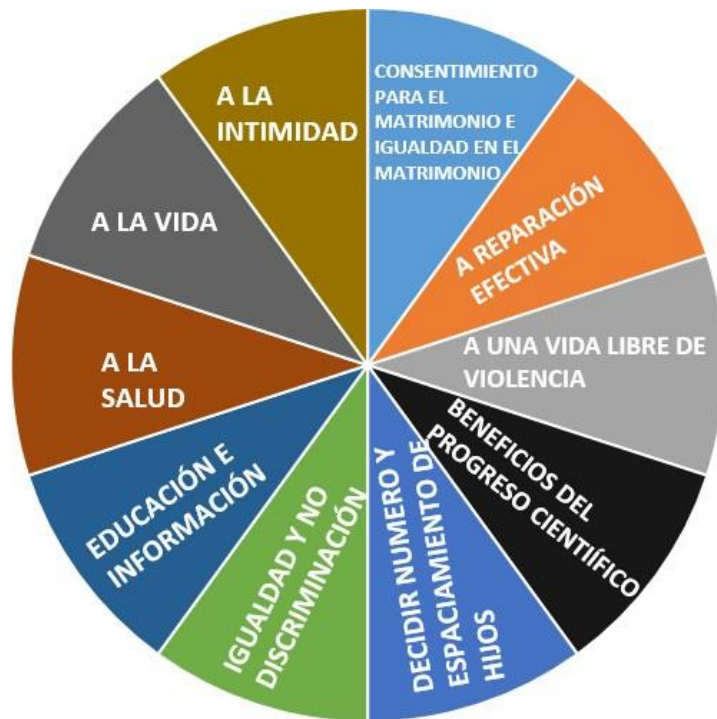 CONSENTIMIENTO
PARA EL
MATRIMONIO E
IGUALDAD EN EL
MATRIMONIO
A REPARACIÓN
EFECTIVA
A UNA VIDA LIBRE DE
VIOLENCIA
BENEFICIOS DEL
PROGRESO CIENTIÍFICO
DECIDIR NUMERO Y
ESPACIAMIENTO DE
HIJOS
IGUALDAD Y NO
DISCRIMINACIÓN
EDUCACIÓN E
INFORMACIÓN
A LA
SALUD
A LA VIDA
A LA
INTIMIDAD